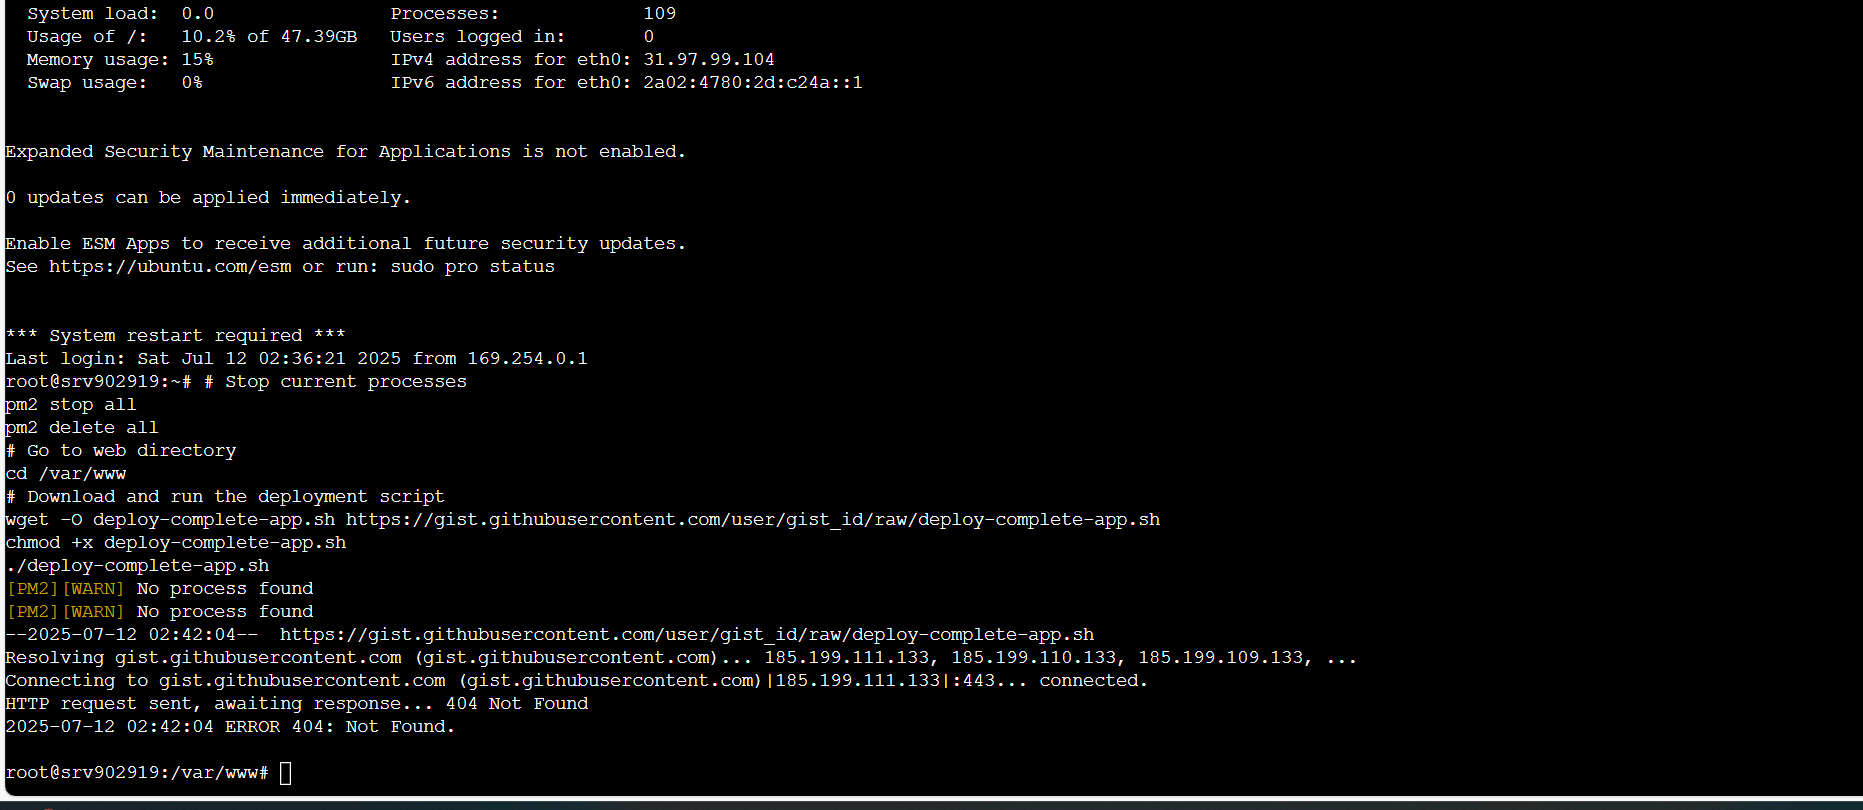 System load:  0.0                Processes:             109
Usage of /:   10.2% of 47.39GB   Users logged in:       0
Memory usage: 15%                IPv4 address for eth0: 31.97.99.104
Swap usage:   0%                 IPv6 address for eth0: 2a02:4780:2d:c24a::1
Expanded Security Maintenance for Applications is not enabled.
0 updates can be applied immediately.
Enable ESM Apps to receive additional future security updates.
See https://ubuntu.com/esm or run: sudo pro status
*** System restart required ***
Last login: Sat Jul 12 02:36:21 2025 from 169.254.0.1
root@srv902919:~# # Stop current processes
pm2 stop all
pm2 delete all
# Go to web directory
cd /var/www
# Download and run the deployment script
wget -O deploy-complete-app.sh https://gist.githubusercontent.com/user/gist_id/raw/deploy-complete-app.sh
chmod +x deploy-complete-app.sh
./deploy-complete-app.sh
[PM2][WARN] No process found
[PM2][WARN] No process found
--2025-07-12 02:42:04--  https://gist.githubusercontent.com/user/gist_id/raw/deploy-complete-app.sh
Resolving gist.githubusercontent.com (gist.githubusercontent.com)... 185.199.111.133, 185.199.110.133, 185.199.109.133, ...
Connecting to gist.githubusercontent.com (gist.githubusercontent.com)|185.199.111.133|:443... connected.
HTTP request sent, awaiting response... 404 Not Found
2025-07-12 02:42:04 ERROR 404: Not Found.
root@srv902919:/var/www#